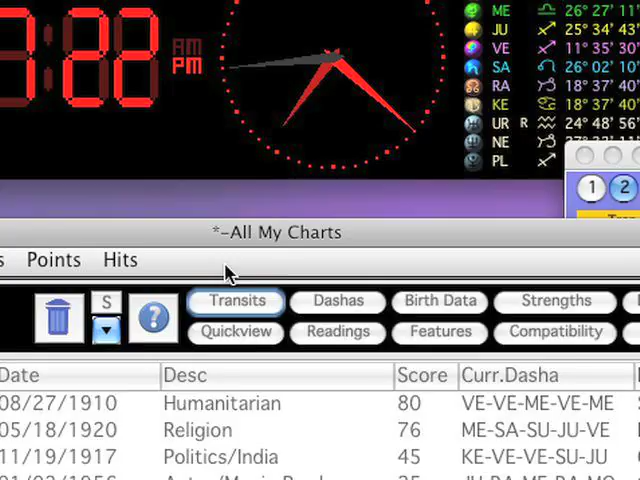 7:22 AM PM
ME 26° 27' 11"
JU 25° 34' 43"
VE 11° 35' 30"
SA 26° 02' 10"
RA 18° 37' 40"
KE 18° 37' 40"
UR R 24° 48' 56"
NE
PL
1 2
*-All My Charts
s Points Hits
S ? Transits Dashas Birth Data Strengths
Quickview Readings Features Compatibility
Date Desc Score Curr.Dasha
08/27/1910 Humanitarian 80 VE-VE-ME-VE-ME
05/18/1920 Religion 76 ME-SA-SU-JU-VE
11/19/1917 Politics/India 45 KE-VE-VE-SU-JU